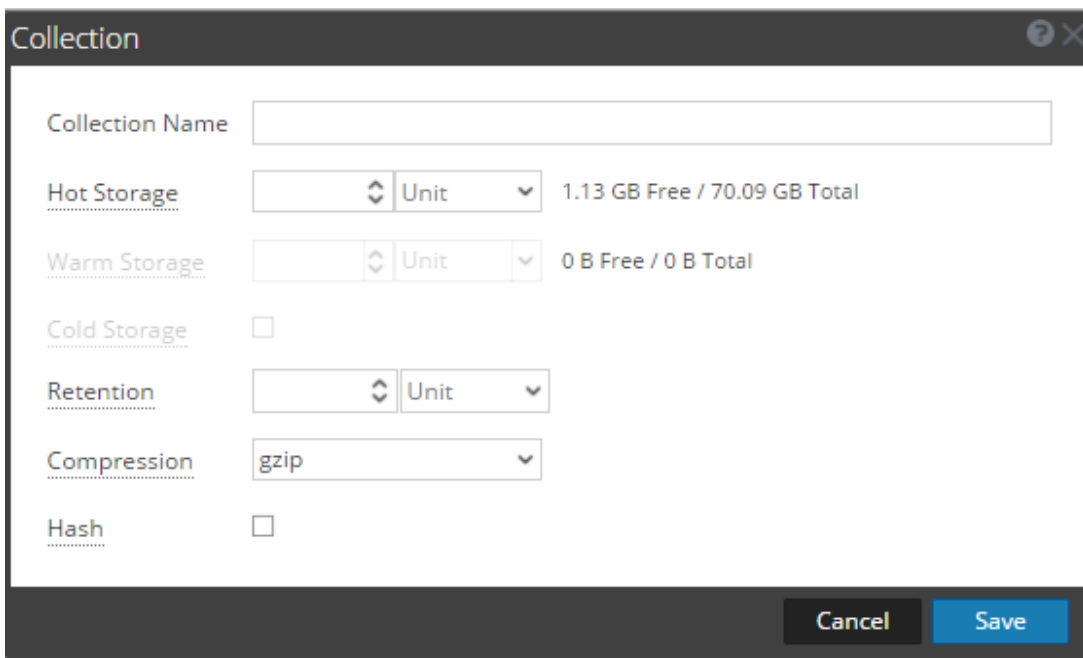 Collection
Collection Name
Hot Storage Unit 1.13 GB Free / 70.09 GB Total
Warm Storage Unit 0 B Free / 0 B Total
Cold Storage
Retention Unit
Compression gzip
Hash
Cancel Save